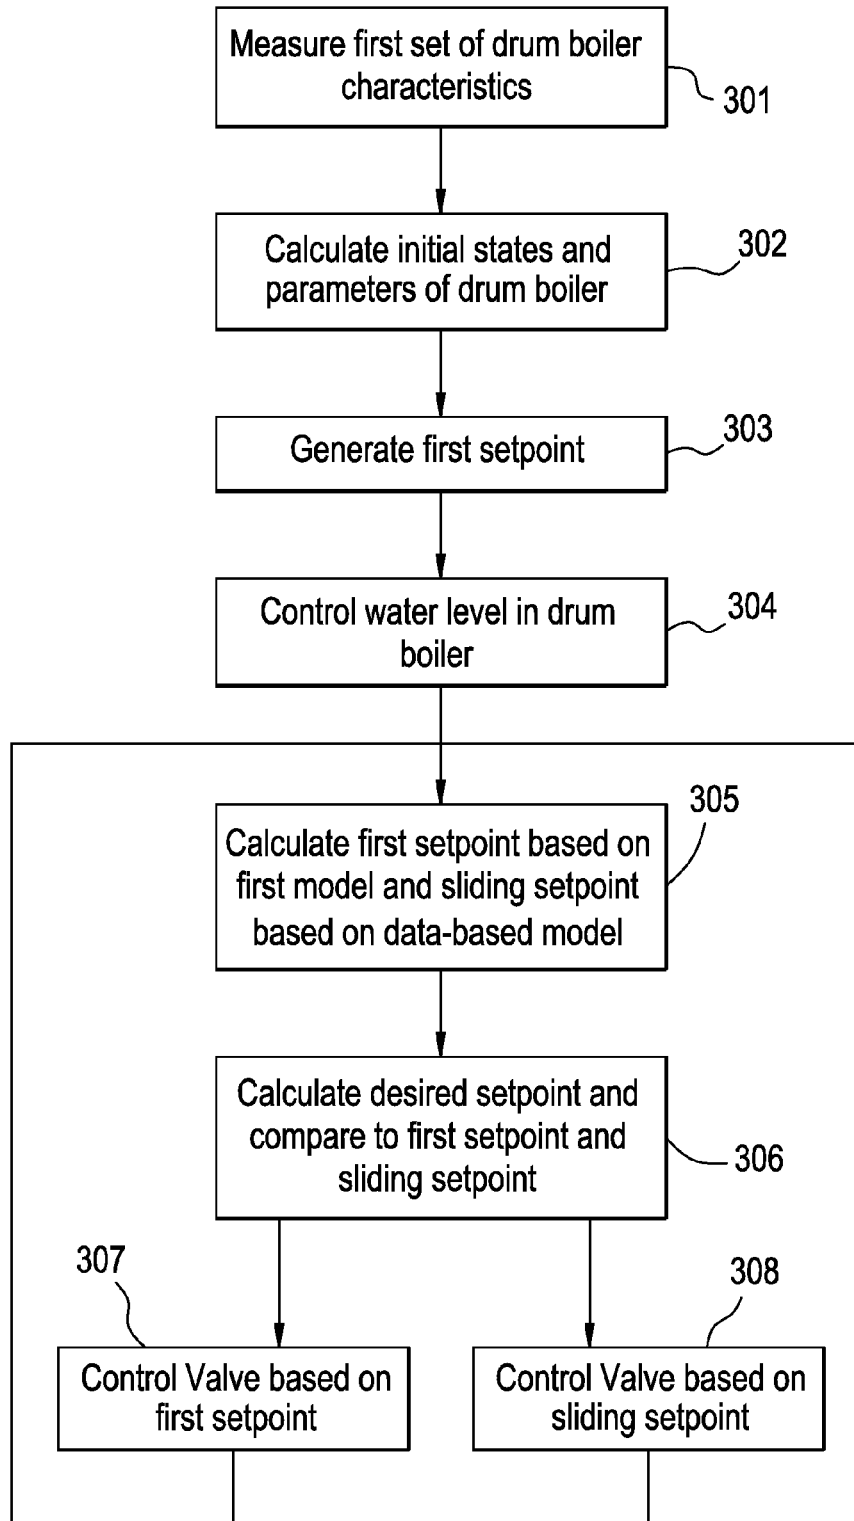 Measure first set of drum boiler
characteristics
301
Calculate initial states and
parameters of drum boiler
302
Generate first setpoint
303
Control water level in drum
boiler
304
305
Calculate first setpoint based on
first model and sliding setpoint
based on data-based model
Calculate desired setpoint and
compare to first setpoint and
sliding setpoint
306
307
Control Valve based on
first setpoint
308
Control Valve based on
sliding setpoint